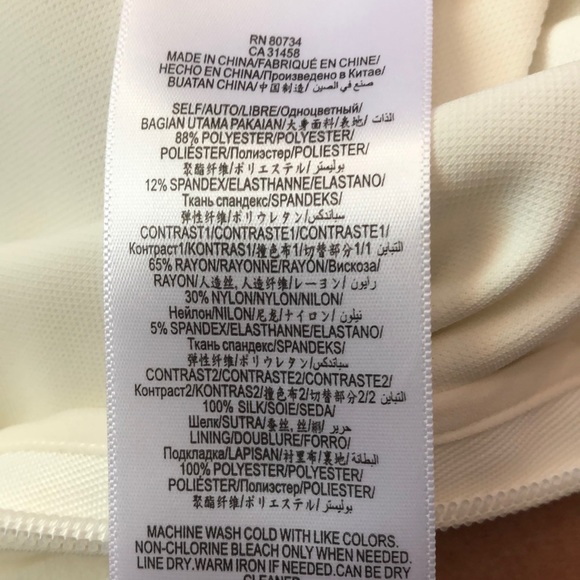 RN 80734
CA 31458
MADE IN CHINA/FABRIQUÉ EN CHINE/
HECHO EN CHINA/Произведено в Китае/
BUATAN CHINA/中国制造/ صنع في الصين/
SELF/AUTO/LIBRE/Одноцветный/
BAGIAN UTAMA PAKAIAN/大身面料/表地/ الذات/
88% POLYESTER/POLYESTER/
POLIÉSTER/Полиэстер/POLIESTER/
聚酯纤维/ポリエステル/ بوليستر/
12% SPANDEX/ELASTHANNE/ELASTANO/
Ткань спандекс/SPANDEKS/
弹性纤维/ポリウレタン/ سباندكس/
CONTRAST1/CONTRASTE1/CONTRASTE1/
Контраст1/KONTRAS1/撞色布1/切替部分1/ التباين 1/
65% RAYON/RAYONNE/RAYÓN/Вискоза/
RAYON/人造丝, 人造纤维/レーヨン/ رايون/
30% NYLON/NYLON/NILON/
Нейлон/NILON/尼龙/ナイロン/ نيلون/
5% SPANDEX/ELASTHANNE/ELASTANO/
Ткань спандекс/SPANDEKS/
弹性纤维/ポリウレタン/ سباندكس/
CONTRAST2/CONTRASTE2/CONTRASTE2/
Контраст2/KONTRAS2/撞色布2/切替部分2/ التباين 2/
100% SILK/SOIE/SEDA/
Шелк/SUTRA/蚕丝, 丝/絹/ حرير/
LINING/DOUBLURE/FORRO/
Подкладка/LAPISAN/衬里布/裏地/ البطانة/
100% POLYESTER/POLYESTER/
POLIÉSTER/Полиэстер/POLIESTER/
聚酯纤维/ポリエステル/ بوليستر/
MACHINE WASH COLD WITH LIKE COLORS.
NON-CHLORINE BLEACH ONLY WHEN NEEDED.
LINE DRY.WARM IRON IF NEEDED.CAN BE DRY
CLEANED